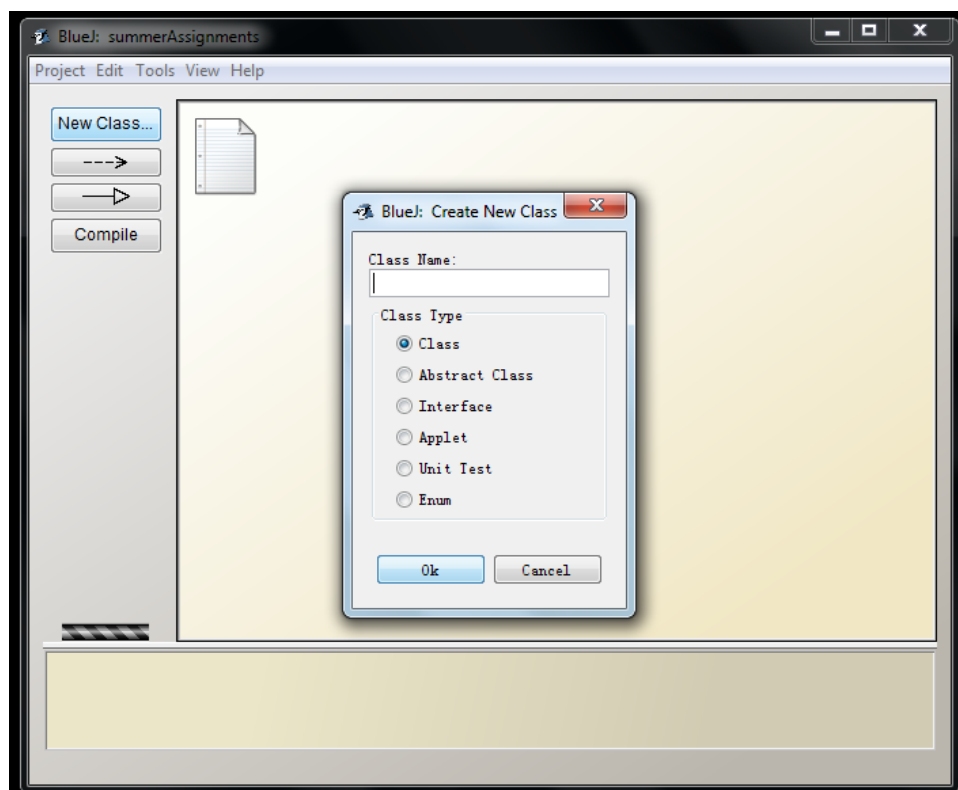 BlueJ: summerAssignments
Project Edit Tools View Help
New Class...
Compile
BlueJ: Create New Class
Class Name:
Class Type
Class
Abstract Class
Interface
Applet
Unit Test
Enum
Ok Cancel